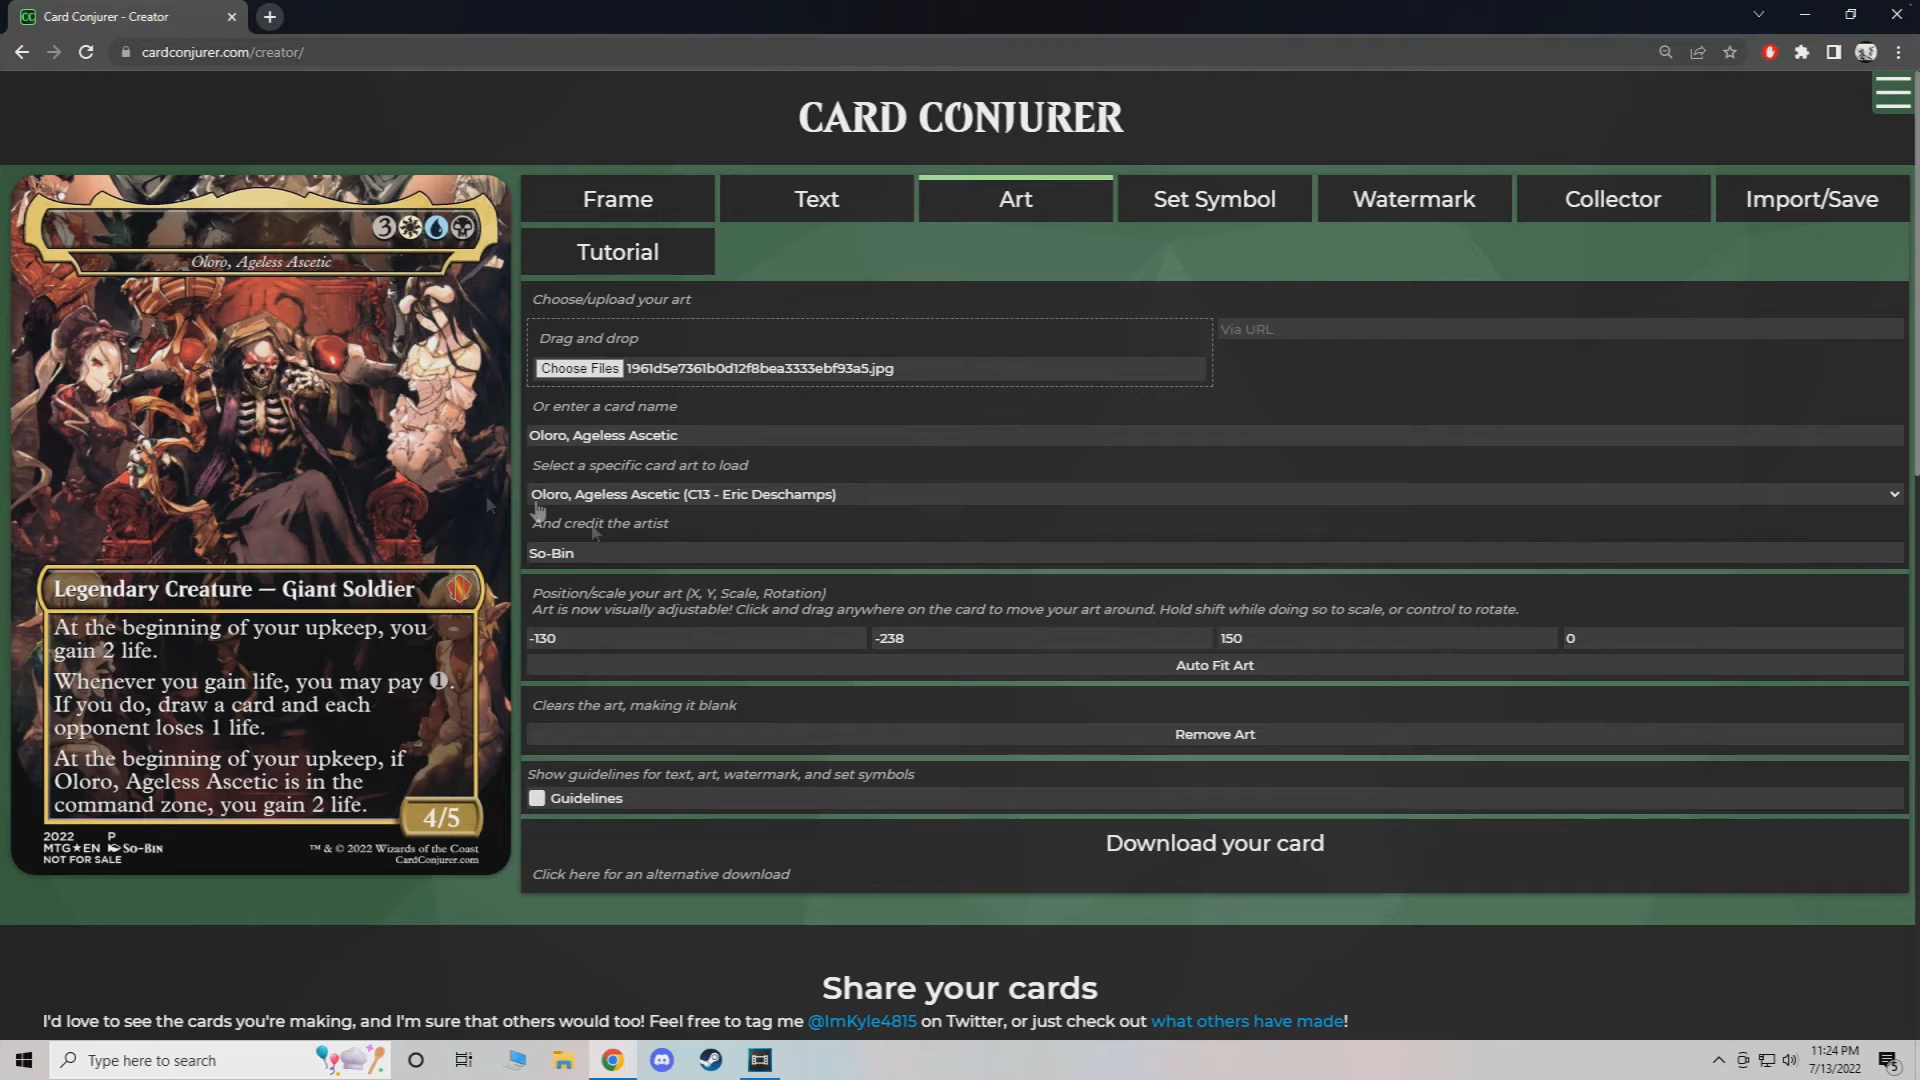 Card Conjurer - Creator
cardconjurer.com/creator/
CARD CONJURER
Frame
Text
Art
Set Symbol
Watermark
Collector
Import/Save
Tutorial
3
Oloro, Ageless Ascetic
Legendary Creature — Giant Soldier
At the beginning of your upkeep, you
gain 2 life.
Whenever you gain life, you may pay 1.
If you do, draw a card and each
opponent loses 1 life.
At the beginning of your upkeep, if
Oloro, Ageless Ascetic is in the
command zone, you gain 2 life.
4/5
2022 P
MTG★EN So-Bin
NOT FOR SALE
™ & © 2022 Wizards of the Coast
CardConjurer.com
Choose/upload your art
Drag and drop
Choose Files 1961d5e7361b0d12f8bea3333ebf93a5.jpg
Via URL
Or enter a card name
Oloro, Ageless Ascetic
Select a specific card art to load
Oloro, Ageless Ascetic (C13 - Eric Deschamps)
And credit the artist
So-Bin
Position/scale your art (X, Y, Scale, Rotation)
Art is now visually adjustable! Click and drag anywhere on the card to move your art around. Hold shift while doing so to scale, or control to rotate.
-130
-238
150
0
Auto Fit Art
Clears the art, making it blank
Remove Art
Show guidelines for text, art, watermark, and set symbols
Guidelines
Download your card
Click here for an alternative download
Share your cards
I'd love to see the cards you're making, and I'm sure that others would too! Feel free to tag me @ImKyle4815 on Twitter, or just check out what others have made!
Type here to search
11:24 PM
7/13/2022
5